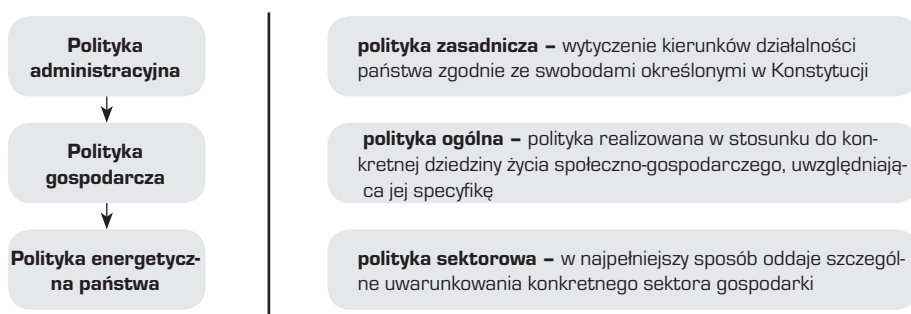 Polityka
administracyjna
polityka zasadnicza – wytyczenie kierunków działalności
państwa zgodnie ze swobodami określonymi w Konstytucji
Polityka
gospodarcza
polityka ogólna – polityka realizowana w stosunku do kon-
kretnej dziedziny życia społeczno-gospodarczego, uwzględniają-
ca jej specyfikę
Polityka energetycz-
na państwa
polityka sektorowa – w najpełniejszy sposób oddaje szczegól-
ne uwarunkowania konkretnego sektora gospodarki